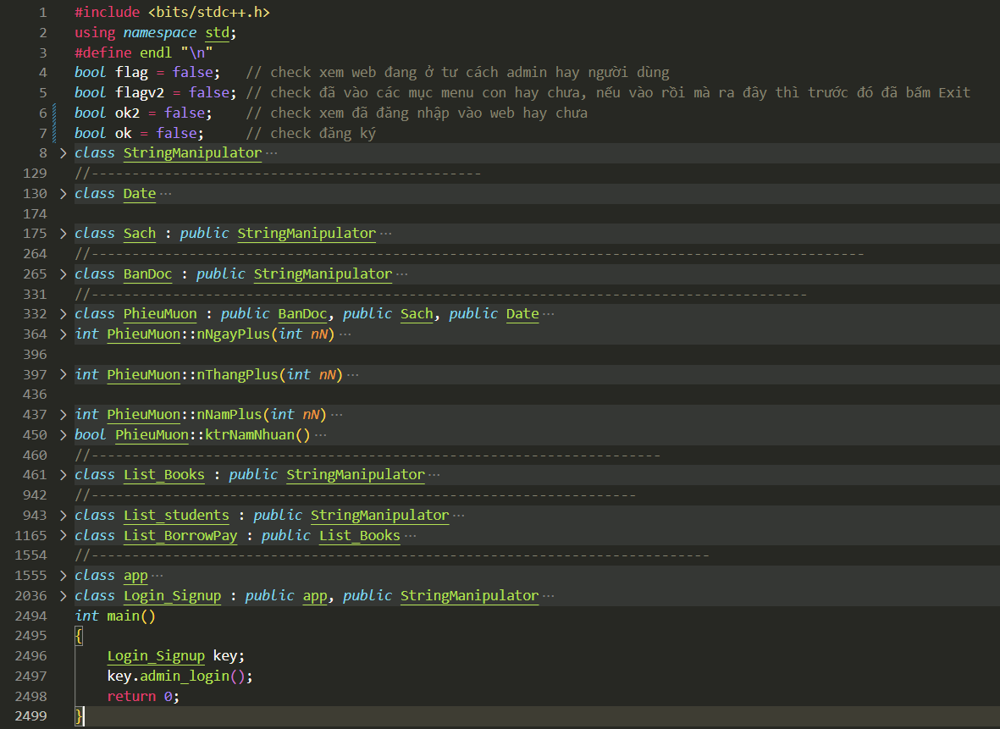 1 #include <bits/stdc++.h>
2 using namespace std;
3 #define endl "\n"
4 bool flag = false;   // check xem web đang ở tư cách admin hay người dùng
5 bool flagv2 = false; // check đã vào các mục menu con hay chưa, nếu vào rồi mà ra đây thì trước đó đã bấm Exit
6 bool ok2 = false;    // check xem đã đăng nhập vào web hay chưa
7 bool ok = false;     // check đăng ký
8 > class StringManipulator ···
129 //------------------------------------------------
130 > class Date ···
174
175 > class Sach : public StringManipulator ···
264 //-----------------------------------------------------------------------------------------------
265 > class BanDoc : public StringManipulator ···
331 //----------------------------------------------------------------------------------------
332 > class PhieuMuon : public BanDoc, public Sach, public Date ···
364 > int PhieuMuon::nNgayPlus(int nN) ···
396
397 > int PhieuMuon::nThangPlus(int nN) ···
436
437 > int PhieuMuon::nNamPlus(int nN) ···
450 > bool PhieuMuon::ktrNamNhuan() ···
460 //----------------------------------------------------------------------
461 > class List_Books : public StringManipulator ···
942 //-------------------------------------------------------------------
943 > class List_students : public StringManipulator ···
1165 > class List_BorrowPay : public List_Books ···
1554 //----------------------------------------------------------------------------
1555 > class app ···
2036 > class Login_Signup : public app, public StringManipulator ···
2494 int main()
2495 {
2496     Login_Signup key;
2497     key.admin_login();
2498     return 0;
2499 }